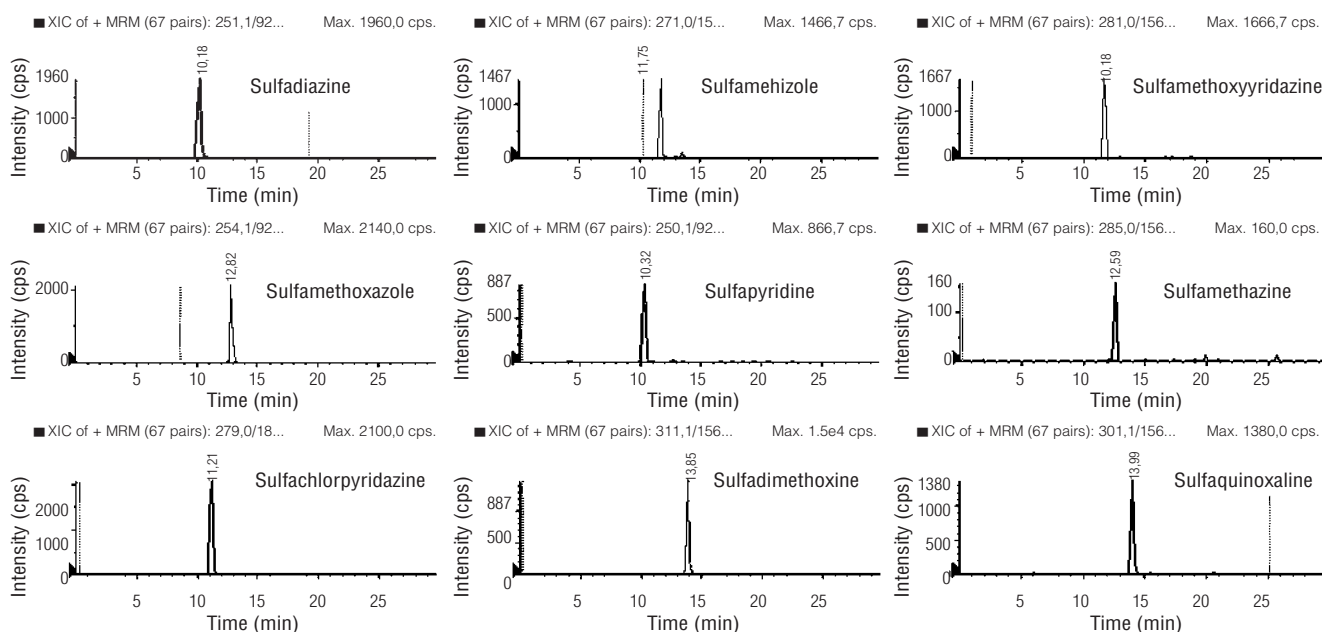 XIC of + MRM (67 pairs): 251,1/92... Max. 1960,0 cps.
Intensity (cps)
1960
1000
0
10,18
Sulfadiazine
5 10 15 20 25
Time (min)
XIC of + MRM (67 pairs): 271,0/15... Max. 1466,7 cps.
Intensity (cps)
1467
1000
0
11,75
Sulfamehizole
5 10 15 20 25
Time (min)
XIC of + MRM (67 pairs): 281,0/156... Max. 1666,7 cps.
Intensity (cps)
1667
1000
0
10,18
Sulfamethoxyyridazine
5 10 15 20 25
Time (min)
XIC of + MRM (67 pairs): 254,1/92... Max. 2140,0 cps.
Intensity (cps)
2000
1000
0
12,82
Sulfamethoxazole
5 10 15 20 25
Time (min)
XIC of + MRM (67 pairs): 250,1/92... Max. 866,7 cps.
Intensity (cps)
887
500
0
10,32
Sulfapyridine
5 10 15 20 25
Time (min)
XIC of + MRM (67 pairs): 285,0/156... Max. 160,0 cps.
Intensity (cps)
160
100
0
12,59
Sulfamethazine
5 10 15 20 25
Time (min)
XIC of + MRM (67 pairs): 279,0/18... Max. 2100,0 cps.
Intensity (cps)
2000
1000
0
11,21
Sulfachlorpyridazine
5 10 15 20 25
Time (min)
XIC of + MRM (67 pairs): 311,1/156... Max. 1.5e4 cps.
Intensity (cps)
887
500
0
13,85
Sulfadimethoxine
5 10 15 20 25
Time (min)
XIC of + MRM (67 pairs): 301,1/156... Max. 1380,0 cps.
Intensity (cps)
1380
1000
500
0
13,99
Sulfaquinoxaline
5 10 15 20 25
Time (min)